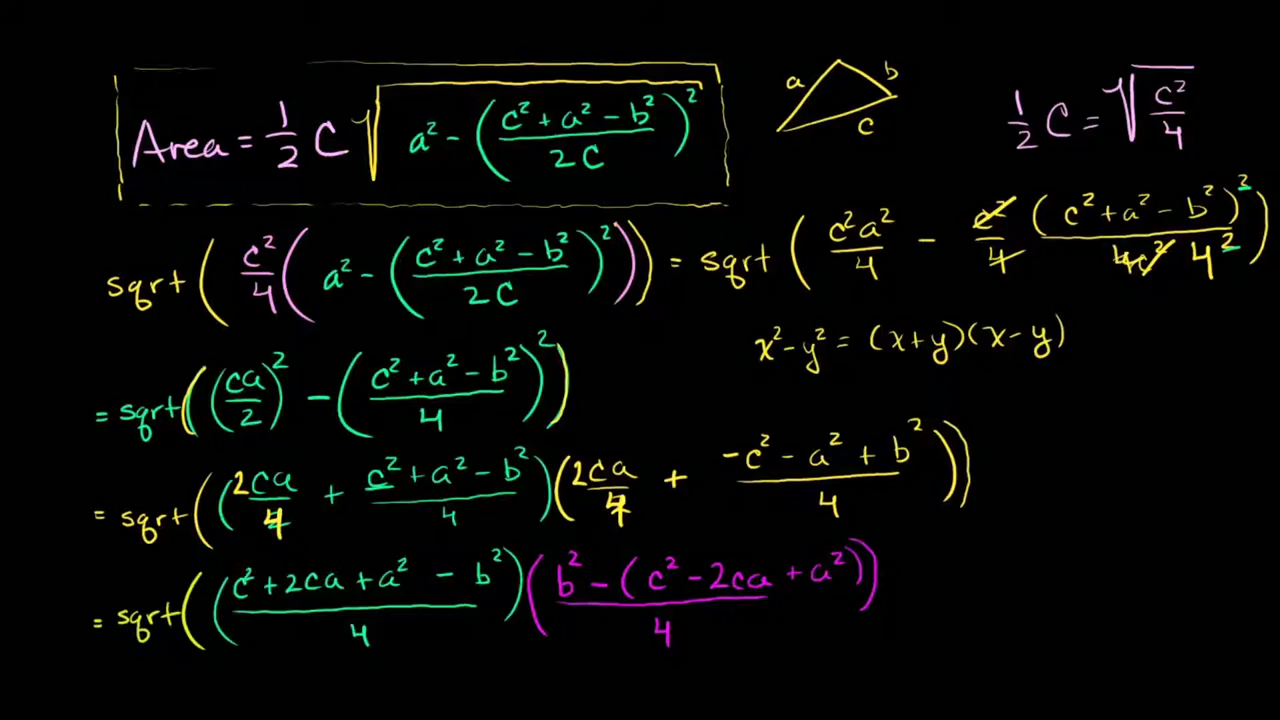 Area = 1/2 C √ a² - ( (c² + a² - b²) / 2C )²
a b c
1/2 C = √ c²/4
sqrt ( c²/4 ( a² - ( (c² + a² - b²) / 2C )² ) ) = sqrt ( c²a²/4 - c²/4 (c² + a² - b²)² / 4c² 4² )
x² - y² = (x+y)(x-y)
= sqrt( (ca/2)² - ( (c² + a² - b²) / 4 )² )
= sqrt( ( 2ca/4 + (c² + a² - b²)/4 ) ( 2ca/4 + (-c² - a² + b²)/4 ) )
= sqrt( ( (c² + 2ca + a² - b²) / 4 ) ( (b² - (c² - 2ca + a²)) / 4 ) )